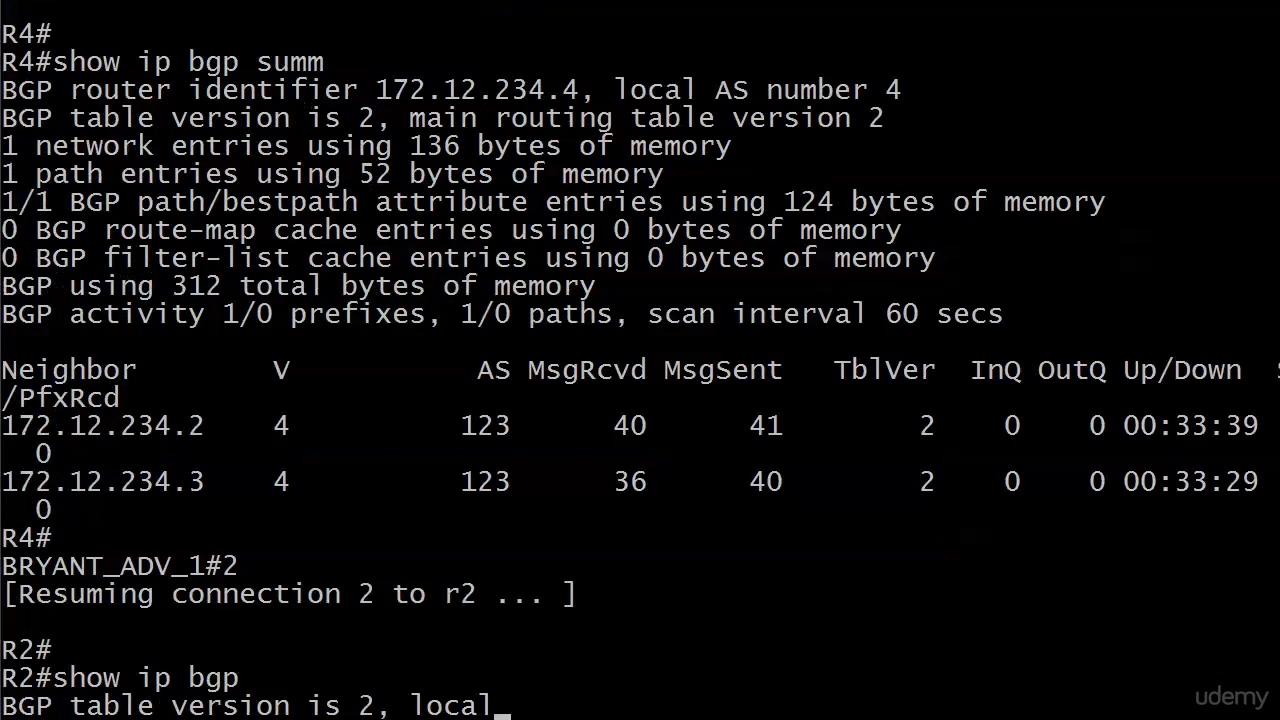 R4#
R4#show ip bgp summ
BGP router identifier 172.12.234.4, local AS number 4
BGP table version is 2, main routing table version 2
1 network entries using 136 bytes of memory
1 path entries using 52 bytes of memory
1/1 BGP path/bestpath attribute entries using 124 bytes of memory
0 BGP route-map cache entries using 0 bytes of memory
0 BGP filter-list cache entries using 0 bytes of memory
BGP using 312 total bytes of memory
BGP activity 1/0 prefixes, 1/0 paths, scan interval 60 secs
Neighbor V AS MsgRcvd MsgSent TblVer InQ OutQ Up/Down
/PfxRcd
172.12.234.2 4 123 40 41 2 0 0 00:33:39
0
172.12.234.3 4 123 36 40 2 0 0 00:33:29
0
R4#
BRYANT_ADV_1#2
[Resuming connection 2 to r2 ... ]
R2#
R2#show ip bgp
BGP table version is 2, local_
udemy